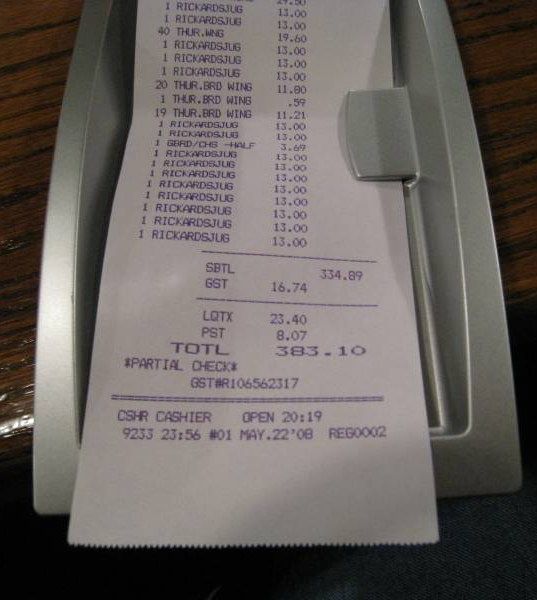 29.50
1 RICKARDSJUG 13.00
1 RICKARDSJUG 13.00
40 THUR.WNG 19.60
1 RICKARDSJUG 13.00
1 RICKARDSJUG 13.00
1 RICKARDSJUG 13.00
20 THUR.BRD WING 11.80
1 THUR.BRD WING .59
19 THUR.BRD WING 11.21
1 RICKARDSJUG 13.00
1 RICKARDSJUG 13.00
1 GBRD/CHS -HALF 3.69
1 RICKARDSJUG 13.00
1 RICKARDSJUG 13.00
1 RICKARDSJUG 13.00
1 RICKARDSJUG 13.00
1 RICKARDSJUG 13.00
1 RICKARDSJUG 13.00
1 RICKARDSJUG 13.00
1 RICKARDSJUG 13.00
SBTL 334.89
GST 16.74
LQTX 23.40
PST 8.07
TOTL 383.10
*PARTIAL CHECK*
GST#R106562317
CSHR CASHIER OPEN 20:19
9233 23:56 #01 MAY.22'08 REG0002